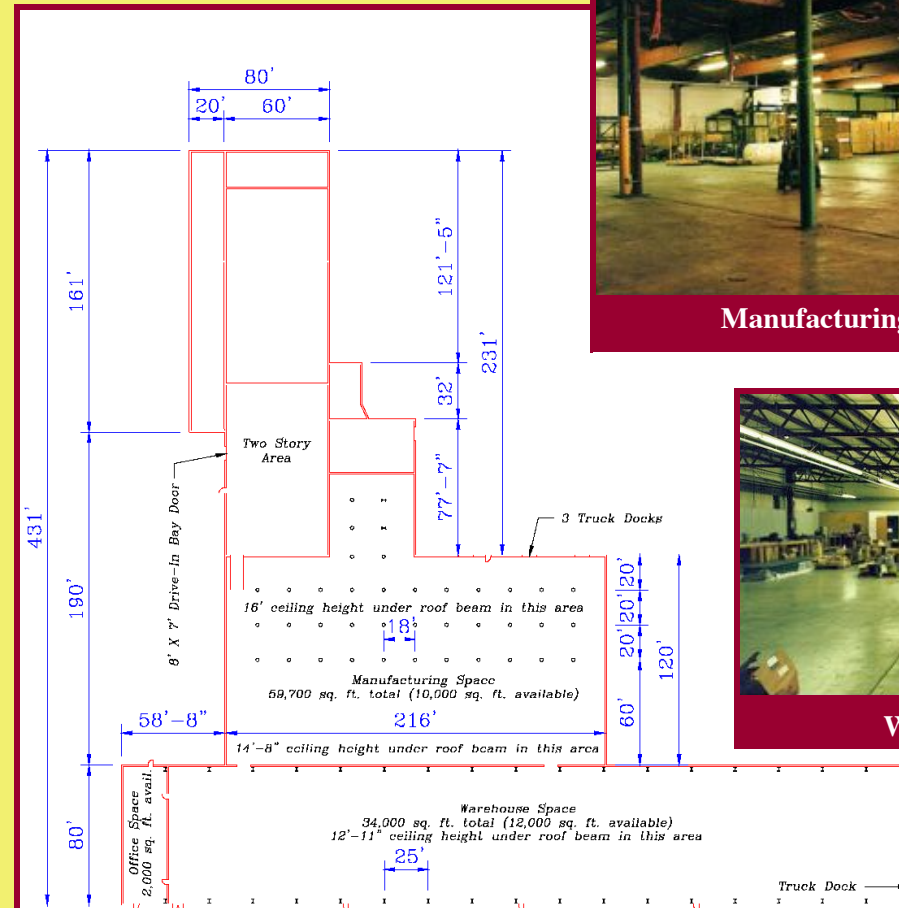 80'
20'
60'
161'
121'-5"
231'
32'
Two Story
Area
77'-7"
431'
8' X 7' Drive-In Bay Door
3 Truck Docks
190'
20'
16' ceiling height under roof beam in this area
20'
18'
20'
120'
Manufacturing Space
59,700 sq. ft. total (10,000 sq. ft. available)
58'-8"
216'
60'
14'-8" ceiling height under roof beam in this area
Office Space
2,000 sq. ft. avail.
80'
Warehouse Space
34,000 sq. ft. total (12,000 sq. ft. available)
12'-11" ceiling height under roof beam in this area
25'
Truck Dock
Manufacturing
W